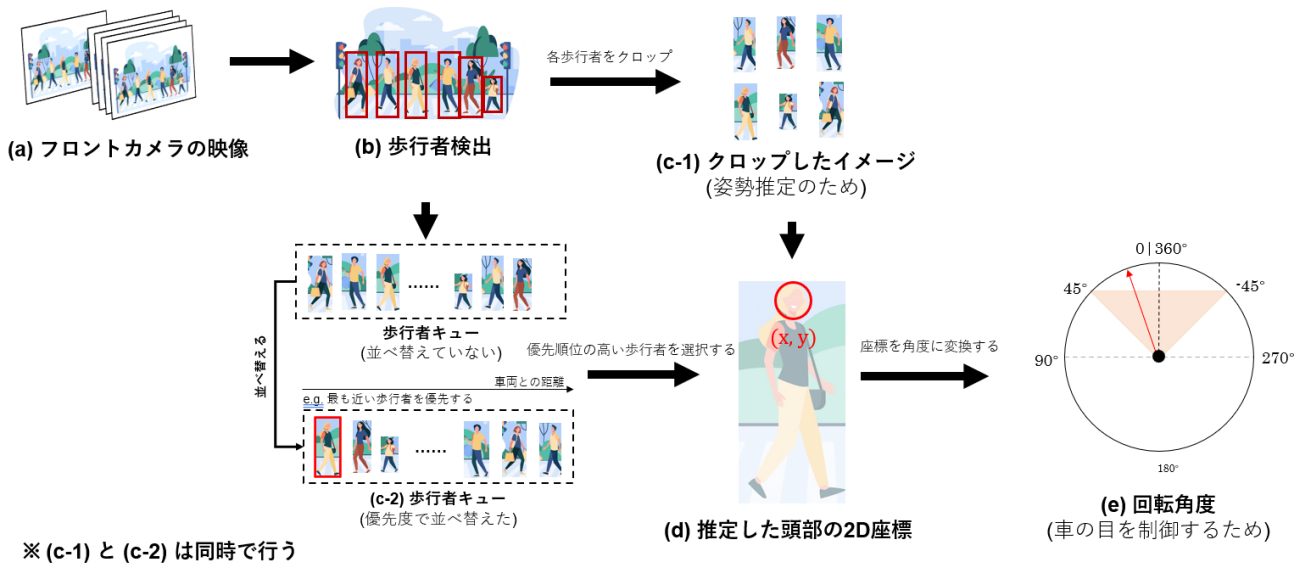 各歩行者をクロップ
(a) フロントカメラの映像
(b) 歩行者検出
(c-1) クロップしたイメージ
(姿勢推定のため)
......
歩行者キュー
(並べ替えていない)
並べ替える
車両との距離
e.g. 最も近い歩行者を優先する
......
(c-2) 歩行者キュー
(優先度で並べ替えた)
優先順位の高い歩行者を選択する
(x, y)
(d) 推定した頭部の2D座標
座標を角度に変換する
0 | 360°
45°
-45°
90°
270°
180°
(e) 回転角度
(車の目を制御するため)
※ (c-1) と (c-2) は同時で行う